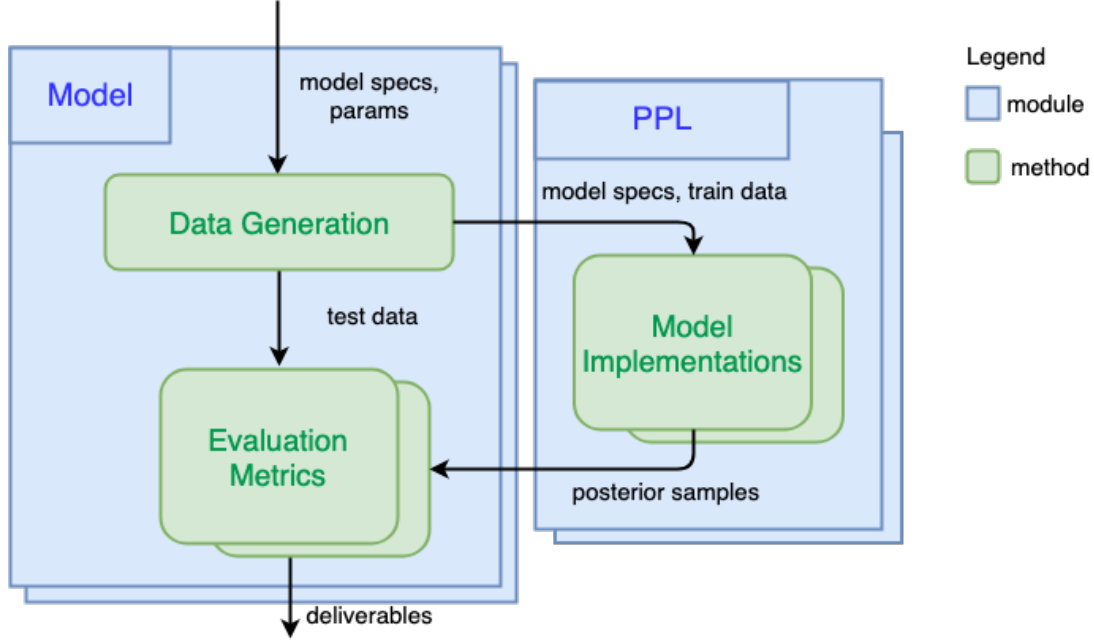 Model
model specs,
params
Data Generation
test data
Evaluation
Metrics
deliverables
PPL
model specs, train data
Model
Implementations
posterior samples
Legend
module
method